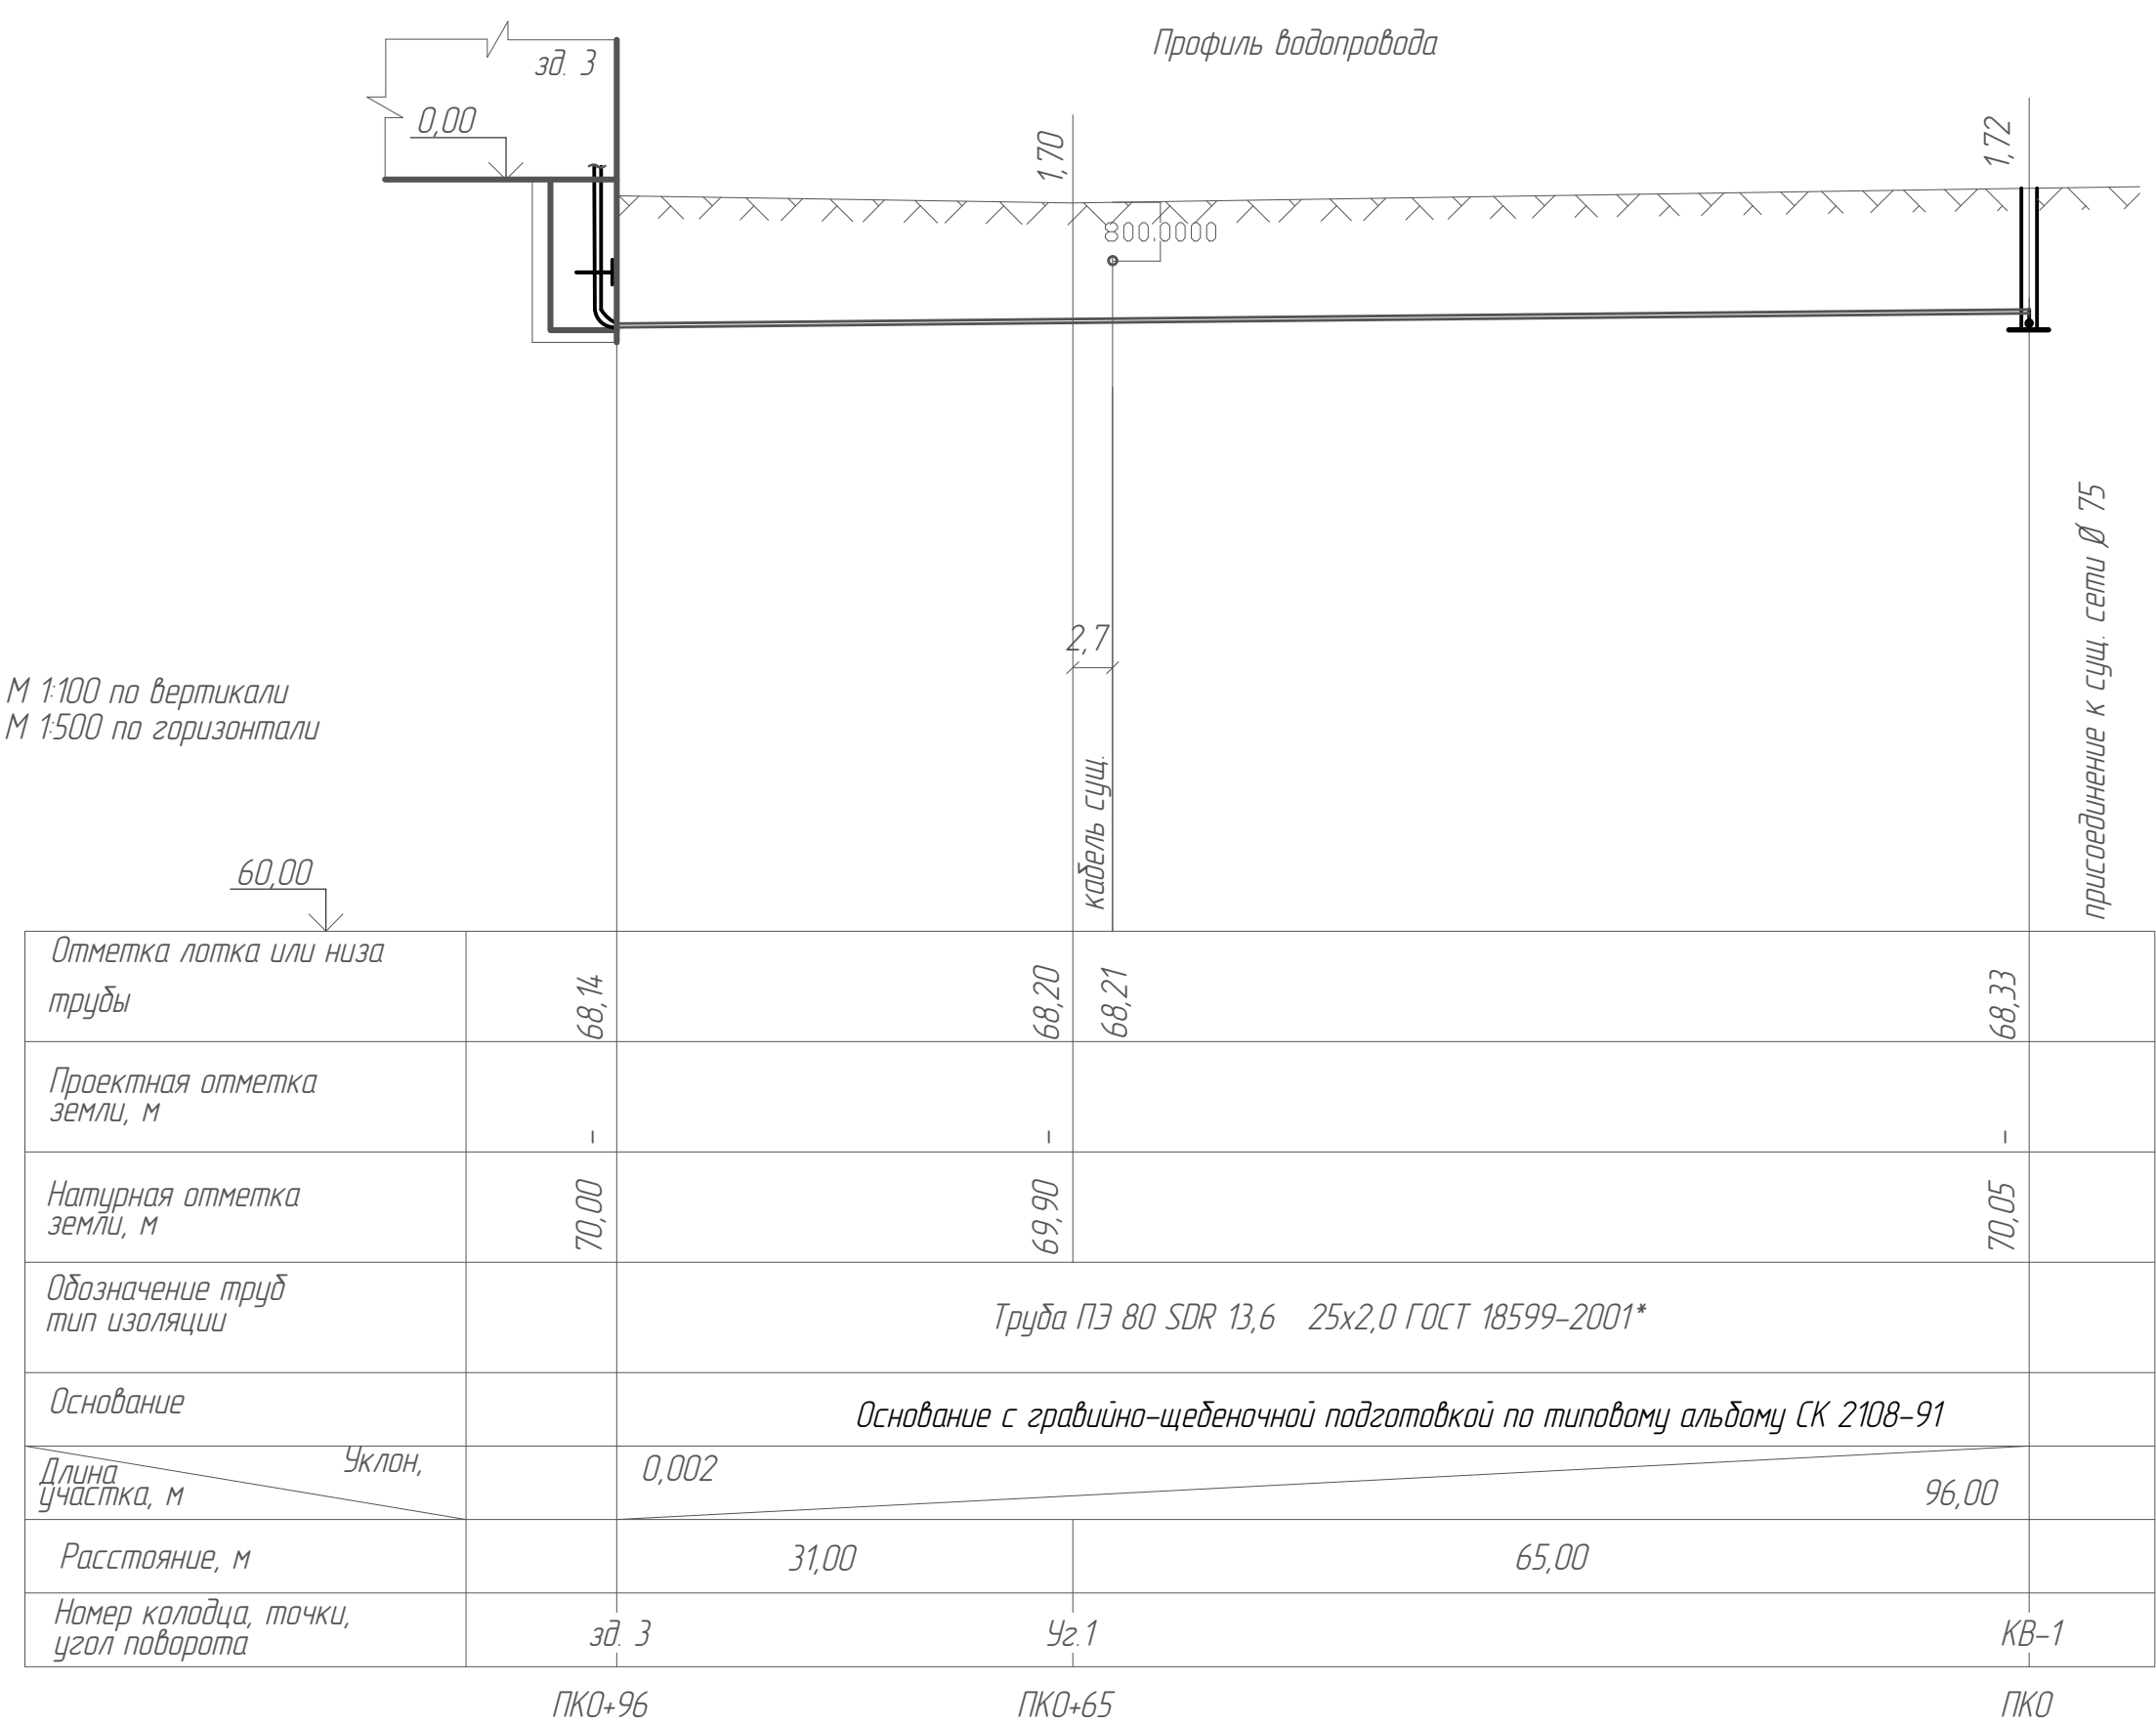 Профиль водопровода
зд. 3
0,00
1,70
1,72
800,0000
2,7
М 1:100 по вертикали
М 1:500 по горизонтали
кабель сущ.
присоединение к сущ. сети Ø 75
60,00
Отметка лотка или низа
трубы
68,14
68,20
68,21
68,33
Проектная отметка
земли, м
-
-
-
Натурная отметка
земли, м
70,00
69,90
70,05
Обозначение труб
тип изоляции
Труба ПЭ 80 SDR 13,6 25х2,0 ГОСТ 18599-2001*
Основание
Основание с гравийно-щебеночной подготовкой по типовому альбому СК 2108-91
Уклон,
Длина
участка, м
0,002
96,00
Расстояние, м
31,00
65,00
Номер колодца, точки,
угол поворота
зд. 3
Уг.1
КВ-1
ПК0+96
ПК0+65
ПК0